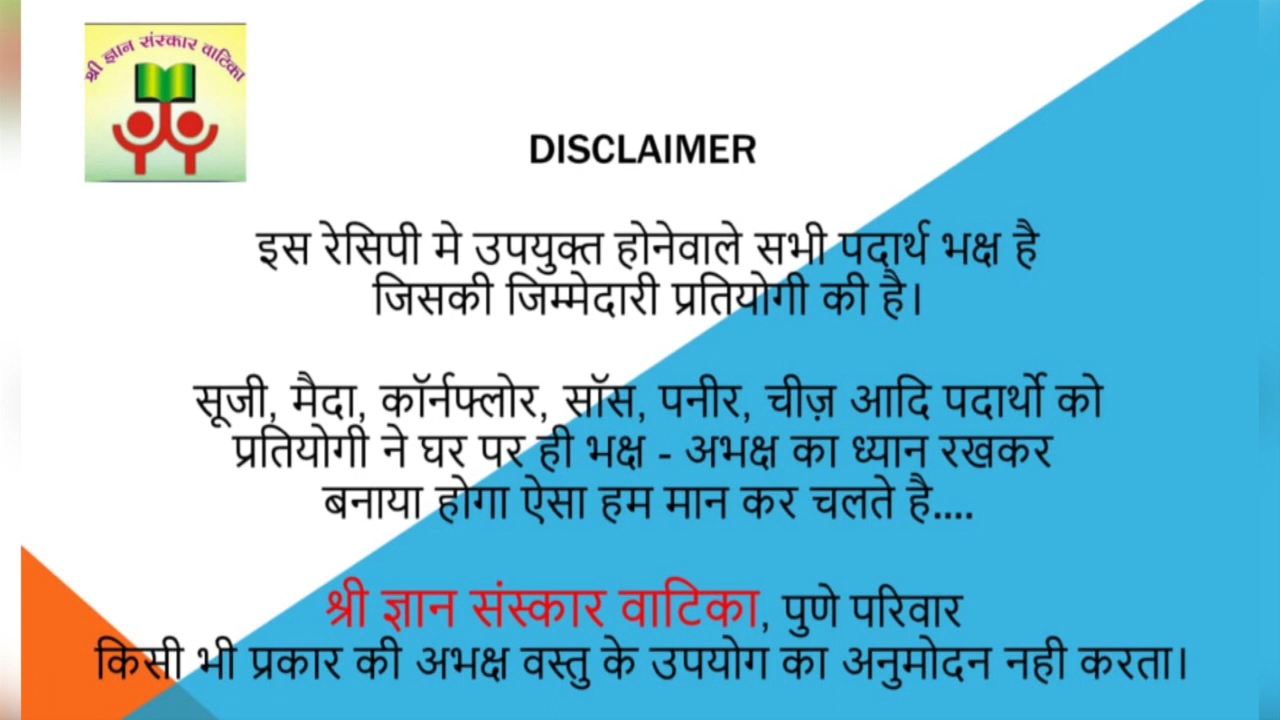 श्री ज्ञान संस्कार वाटिका
DISCLAIMER
इस रेसिपी मे उपयुक्त होनेवाले सभी पदार्थ भक्ष है
जिसकी जिम्मेदारी प्रतियोगी की है।
सूजी, मैदा, कॉर्नफ्लोर, सॉस, पनीर, चीज़ आदि पदार्थो को
प्रतियोगी ने घर पर ही भक्ष - अभक्ष का ध्यान रखकर
बनाया होगा ऐसा हम मान कर चलते है....
श्री ज्ञान संस्कार वाटिका, पुणे परिवार
किसी भी प्रकार की अभक्ष वस्तु के उपयोग का अनुमोदन नही करता।